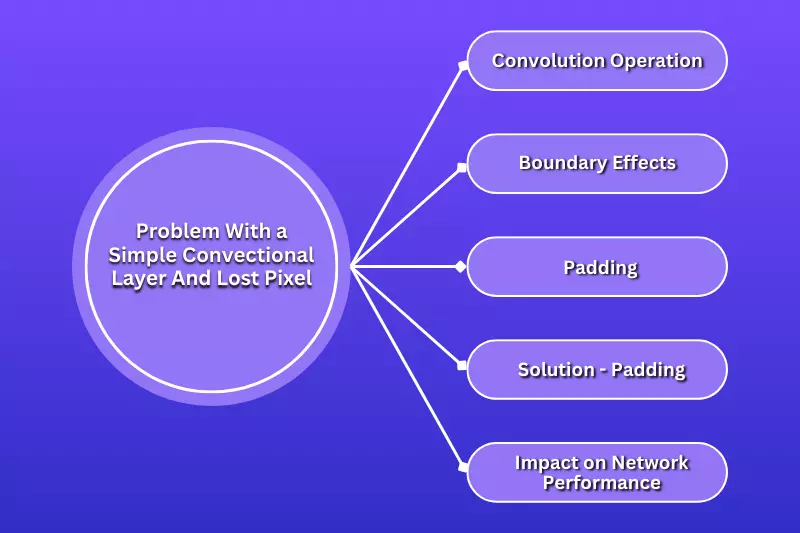 Problem With a
Simple Convectional
Layer And Lost Pixel
Convolution Operation
Boundary Effects
Padding
Solution - Padding
Impact on Network
Performance